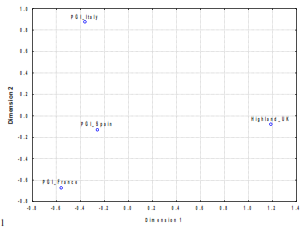 1.0
PGI_Italy
0.8
0.6
0.4
0.2
Dimension 2
0.0
Highland_UK
PGI_Spain
-0.2
-0.4
PGI_France
-0.6
-0.8
-0.8 -0.6 -0.4 -0.2 0.0 0.2 0.4 0.6 0.8 1.0 1.2 1.4
Dimension 1
1